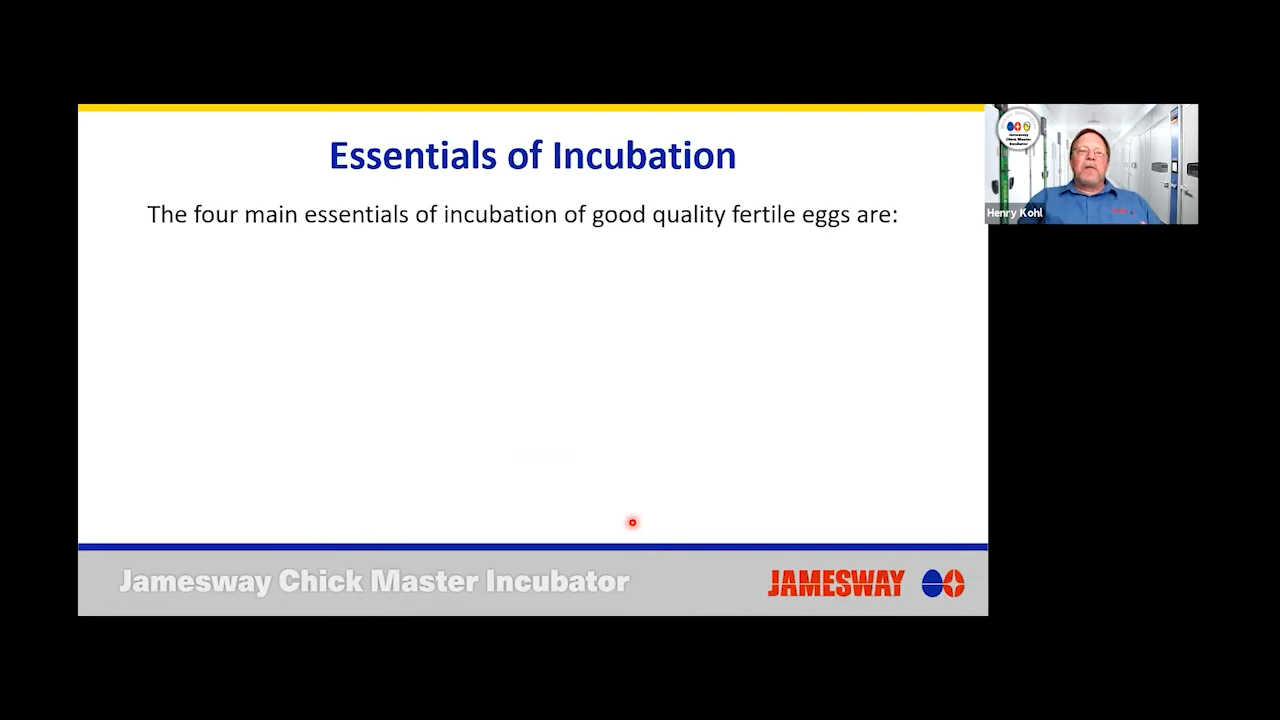 Essentials of Incubation
The four main essentials of incubation of good quality fertile eggs are:
Henry Kohl
Jamesway Chick Master Incubator
JAMESWAY